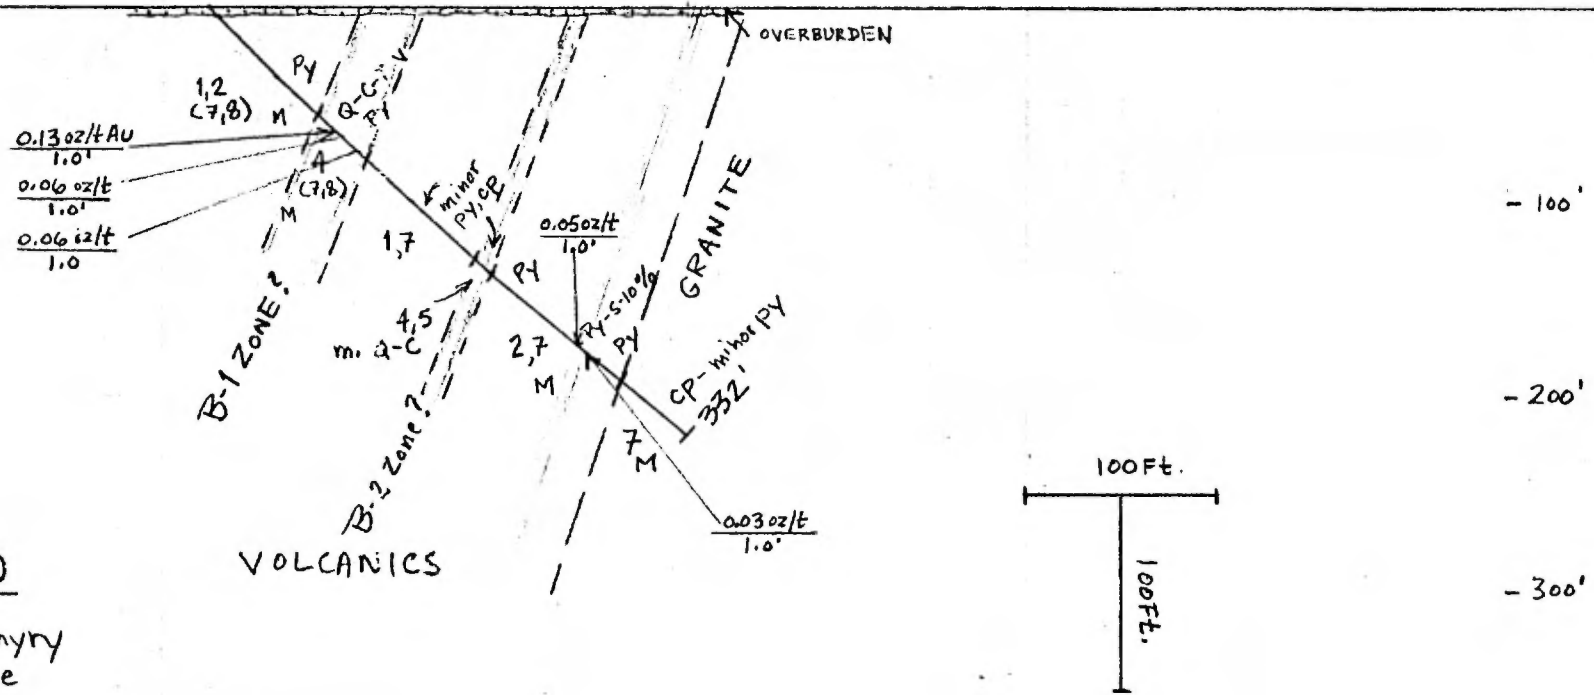 OVERBURDEN
PY
1,2
(7,8)
M
Q-C, V
PY
0.13 oz/t Au
1.0'
4
(7,8)
0.06 oz/t
1.0'
M
0.06 iz/t
1.0
minor
PY, CP
1,7
0.05 oz/t
1.0'
GRANITE
- 100'
B-1 ZONE?
PY
PY-5-10%
4,5
m. Q-C
2,7
M
PY
CP - minor PY
332'
- 200'
B-2 Zone?
7
M
0.03 oz/t
1.0'
VOLCANICS
100 Ft.
100 Ft.
- 300'